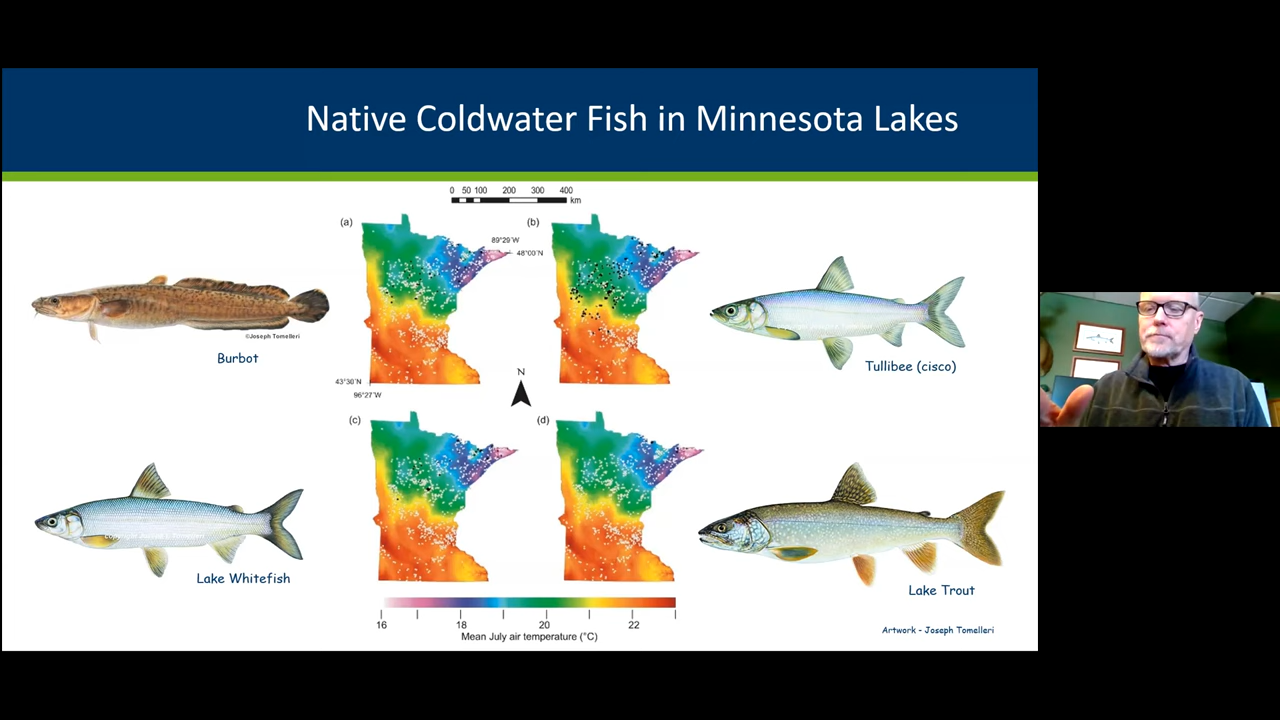 Native Coldwater Fish in Minnesota Lakes
0 50 100 200 300 400
km
(a)
(b)
89°29'W
48°00'N
©Joseph Tomelleri
Burbot
Tullibee (cisco)
43°30'N
96°27'W
N
(c)
(d)
Lake Whitefish
Lake Trout
16 18 20 22
Mean July air temperature (°C)
Artwork - Joseph Tomelleri